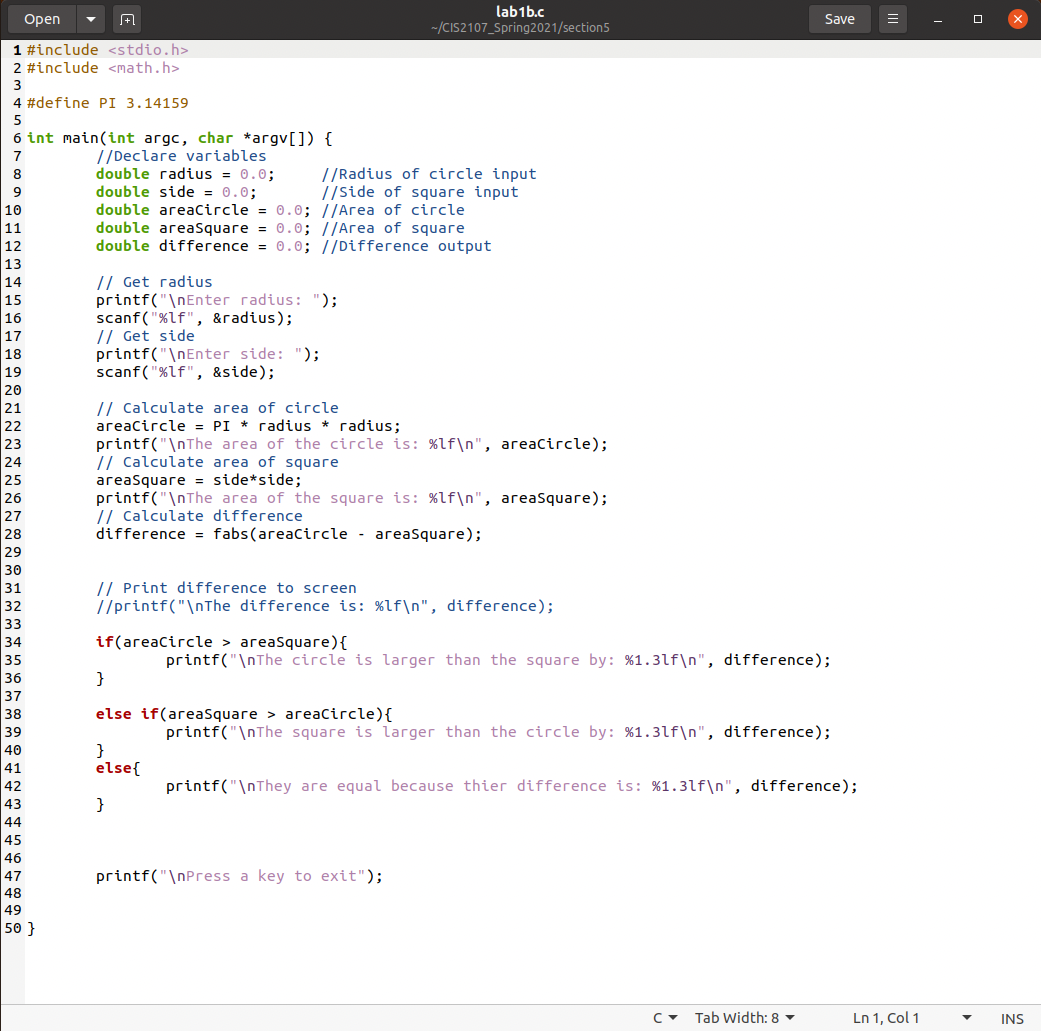 Open
lab1b.c
~/CIS2107_Spring2021/section5
Save
1 #include <stdio.h>
2 #include <math.h>
3
4 #define PI 3.14159
5
6 int main(int argc, char *argv[]) {
7         //Declare variables
8         double radius = 0.0;     //Radius of circle input
9         double side = 0.0;       //Side of square input
10         double areaCircle = 0.0; //Area of circle
11         double areaSquare = 0.0; //Area of square
12         double difference = 0.0; //Difference output
13
14         // Get radius
15         printf("\nEnter radius: ");
16         scanf("%lf", &radius);
17         // Get side
18         printf("\nEnter side: ");
19         scanf("%lf", &side);
20
21         // Calculate area of circle
22         areaCircle = PI * radius * radius;
23         printf("\nThe area of the circle is: %lf\n", areaCircle);
24         // Calculate area of square
25         areaSquare = side*side;
26         printf("\nThe area of the square is: %lf\n", areaSquare);
27         // Calculate difference
28         difference = fabs(areaCircle - areaSquare);
29
30
31         // Print difference to screen
32         //printf("\nThe difference is: %lf\n", difference);
33
34         if(areaCircle > areaSquare){
35                 printf("\nThe circle is larger than the square by: %1.3lf\n", difference);
36         }
37
38         else if(areaSquare > areaCircle){
39                 printf("\nThe square is larger than the circle by: %1.3lf\n", difference);
40         }
41         else{
42                 printf("\nThey are equal because thier difference is: %1.3lf\n", difference);
43         }
44
45
46
47         printf("\nPress a key to exit");
48
49
50 }
C Tab Width: 8 Ln 1, Col 1 INS